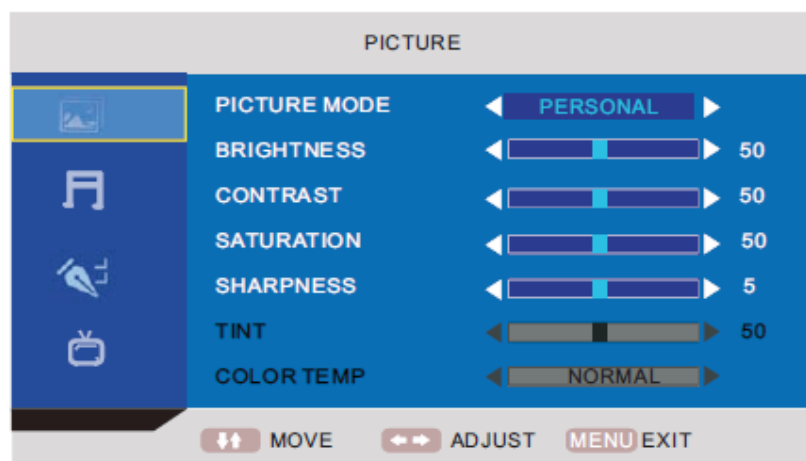 PICTURE
PICTURE MODE PERSONAL
BRIGHTNESS 50
CONTRAST 50
SATURATION 50
SHARPNESS 5
TINT 50
COLOR TEMP NORMAL
MOVE ADJUST MENU EXIT